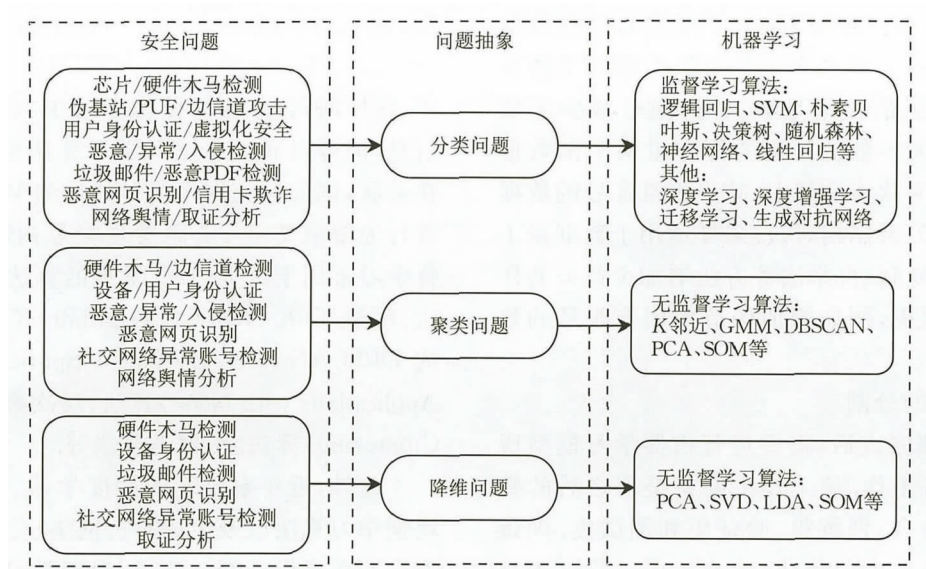 安全问题
问题抽象
机器学习
芯片/硬件木马检测
伪基站/PUF/边信道攻击
用户身份认证/虚拟化安全
恶意/异常/入侵检测
垃圾邮件/恶意PDF检测
恶意网页识别/信用卡欺诈
网络舆情/取证分析
分类问题
监督学习算法：
逻辑回归、SVM、朴素贝
叶斯、决策树、随机森林、
神经网络、线性回归等
其他：
深度学习、深度增强学习、
迁移学习、生成对抗网络
硬件木马/边信道检测
设备/用户身份认证
恶意/异常/入侵检测
恶意网页识别
社交网络异常账号检测
网络舆情分析
聚类问题
无监督学习算法：
K邻近、GMM、DBSCAN、
PCA、SOM等
硬件木马检测
设备身份认证
垃圾邮件检测
恶意网页识别
社交网络异常账号检测
取证分析
降维问题
无监督学习算法：
PCA、SVD、LDA、SOM等